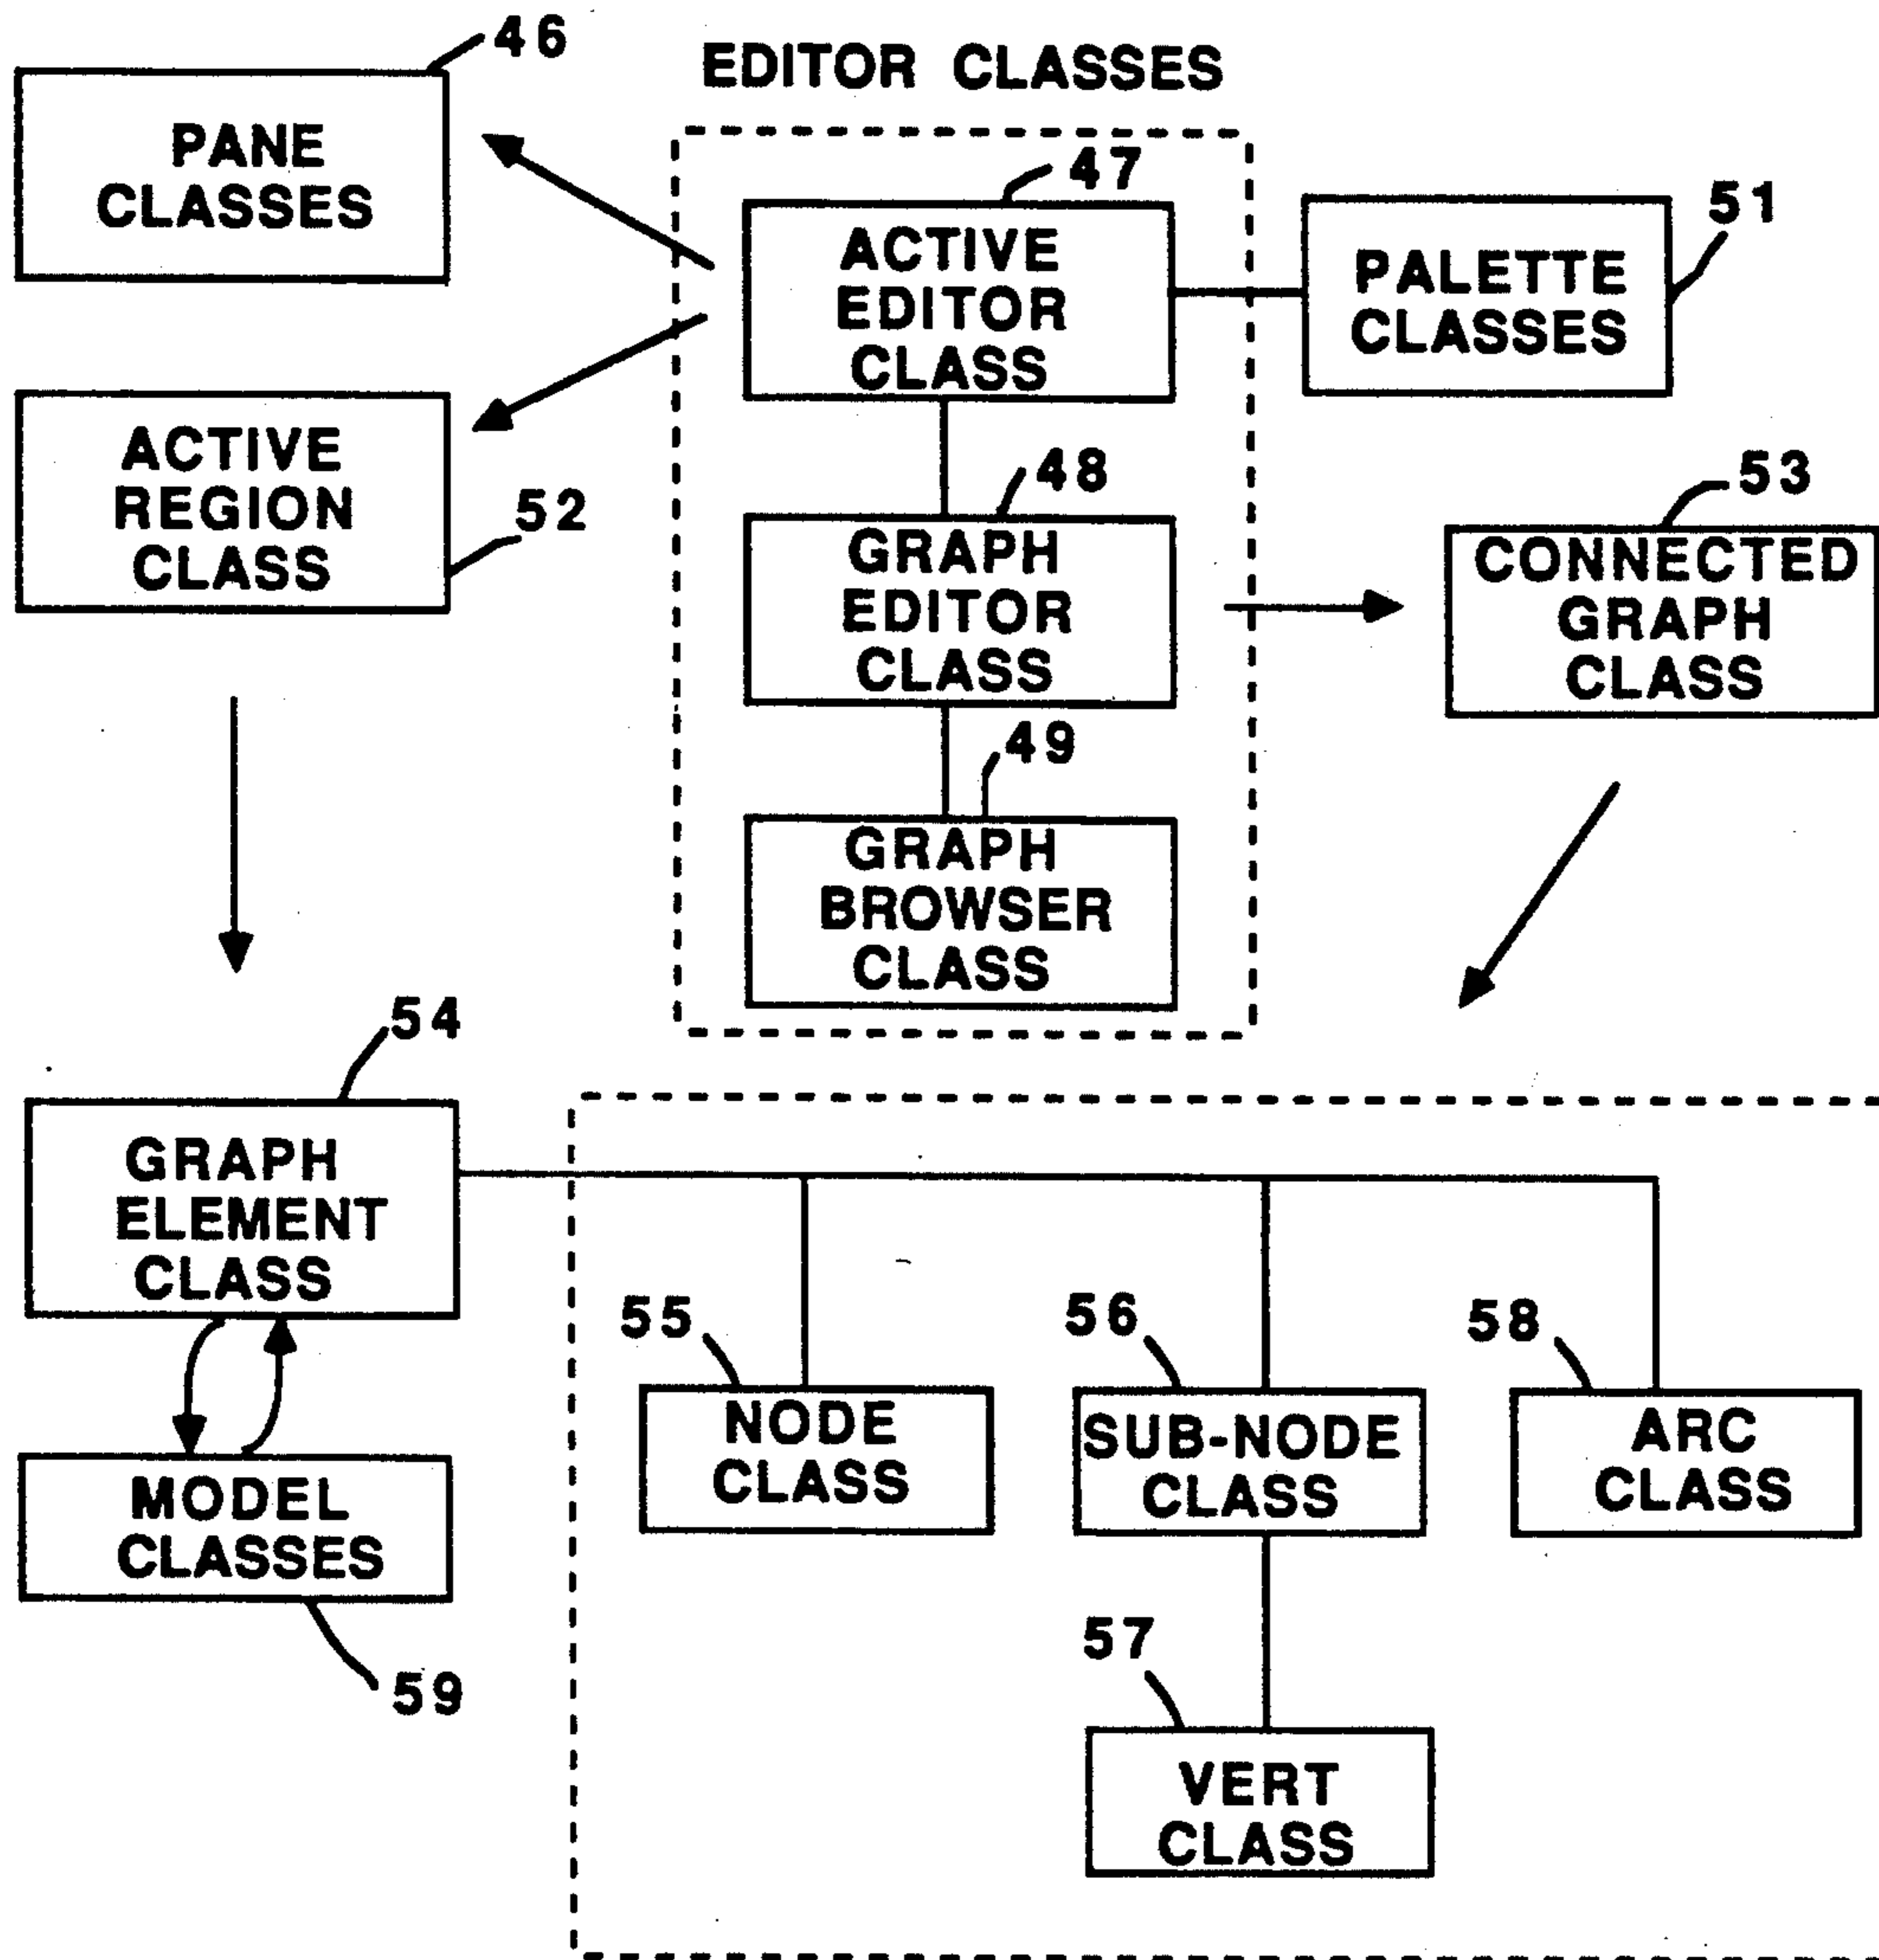 46
EDITOR CLASSES
PANE
CLASSES
47
ACTIVE
EDITOR
CLASS
51
PALETTE
CLASSES
ACTIVE
REGION
CLASS
52
48
GRAPH
EDITOR
CLASS
53
CONNECTED
GRAPH
CLASS
49
GRAPH
BROWSER
CLASS
54
GRAPH
ELEMENT
CLASS
55
NODE
CLASS
56
SUB-NODE
CLASS
58
ARC
CLASS
MODEL
CLASSES
59
57
VERT
CLASS